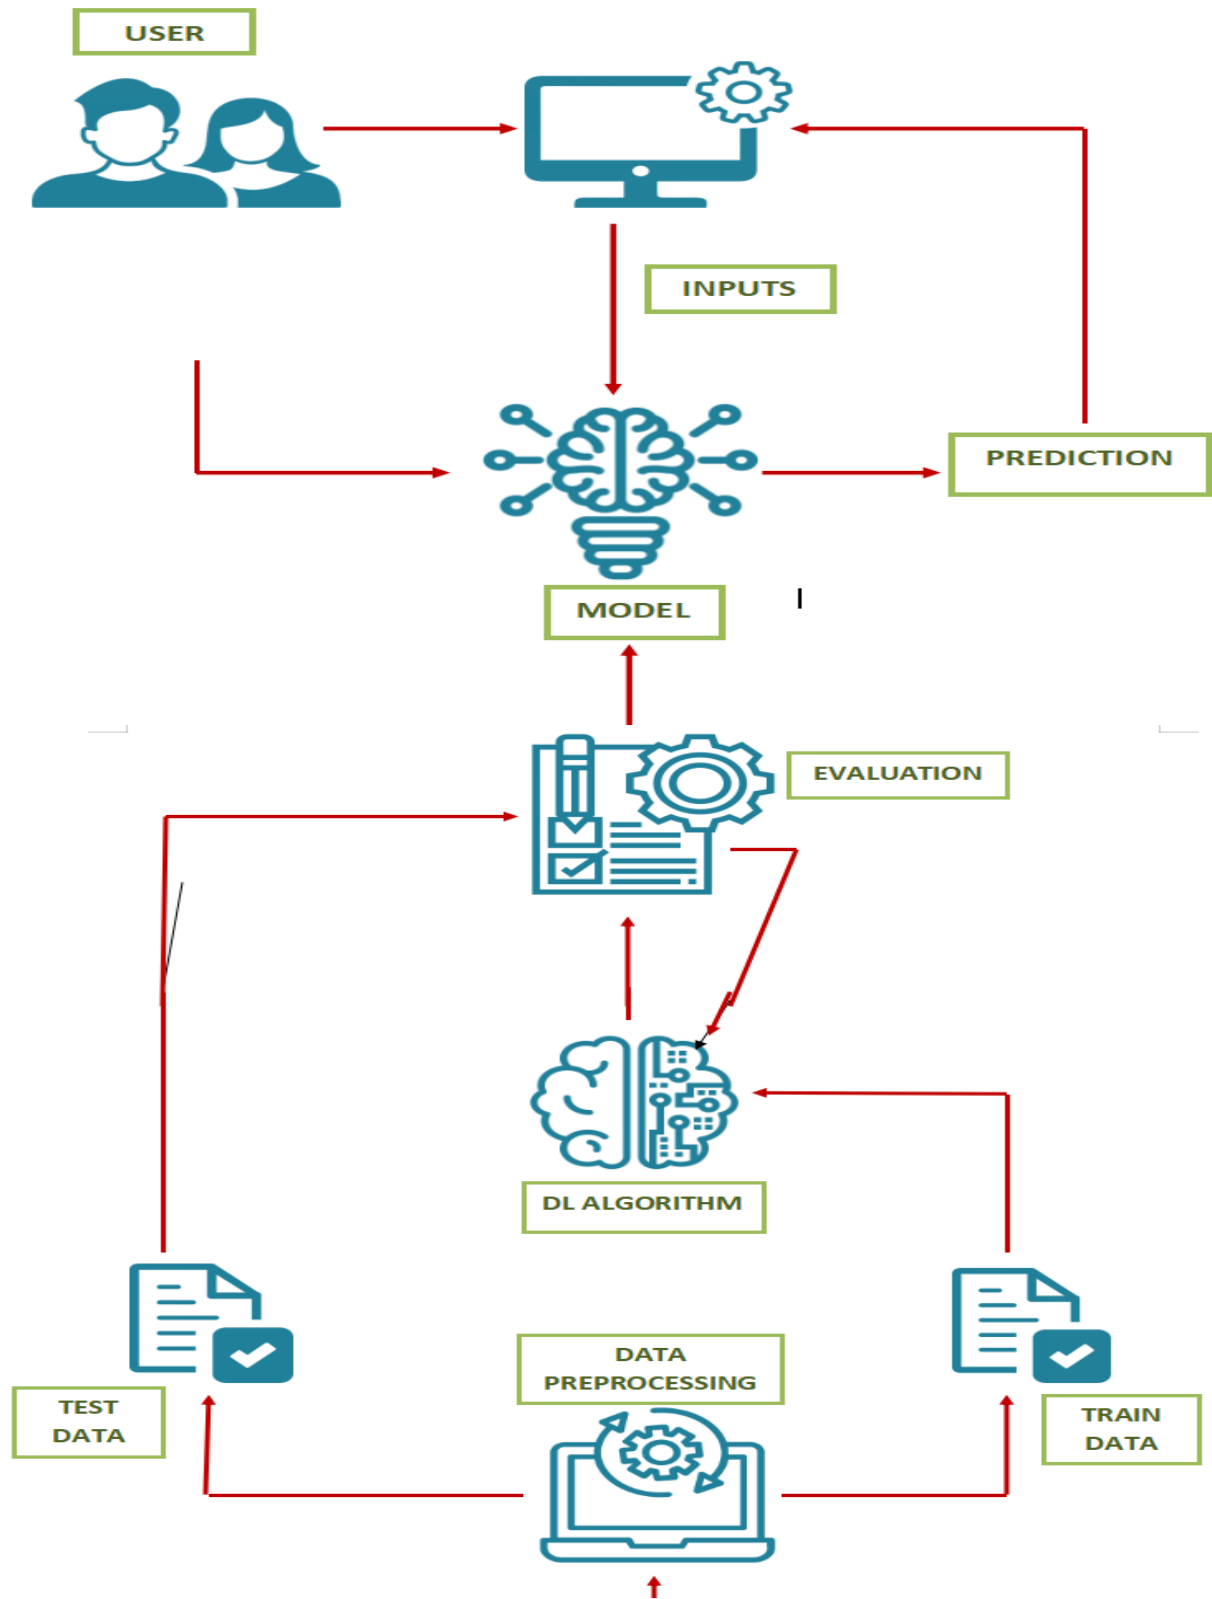 USER
INPUTS
PREDICTION
MODEL
EVALUATION
DL ALGORITHM
DATA
PREPROCESSING
TEST
DATA
TRAIN
DATA